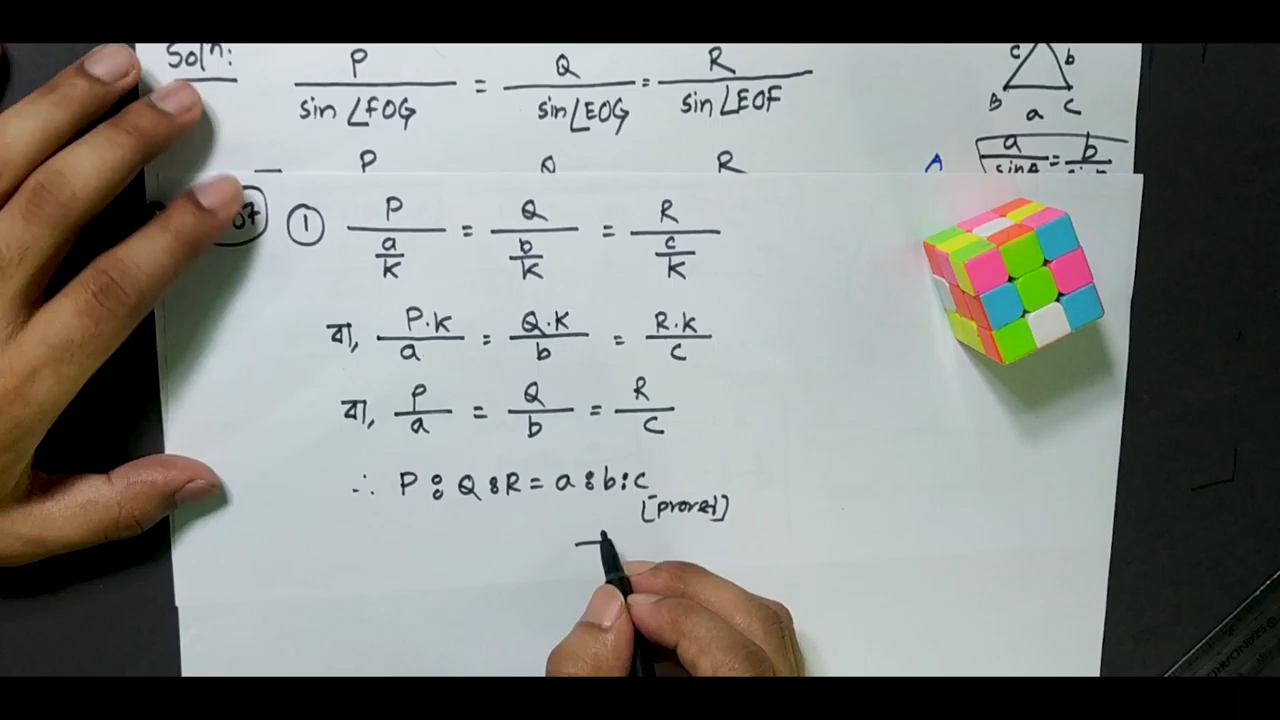 Solⁿ:
P/sin∠FOG = Q/sin∠EOG = R/sin∠EOF
c b
B a C
P Q R
A
a/sinA = b/
07 ① P/(a/K) = Q/(b/K) = R/(c/K)
বা, P.K/a = Q.K/b = R.K/c
বা, P/a = Q/b = R/c
∴ P : Q : R = a : b : c
[proved]